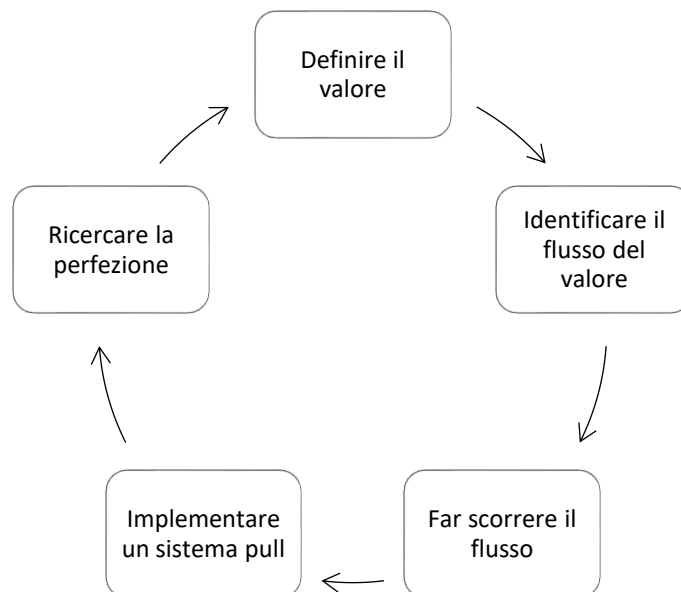 Definire il
valore
Identificare il
flusso del
valore
Far scorrere il
flusso
Implementare
un sistema pull
Ricercare la
perfezione